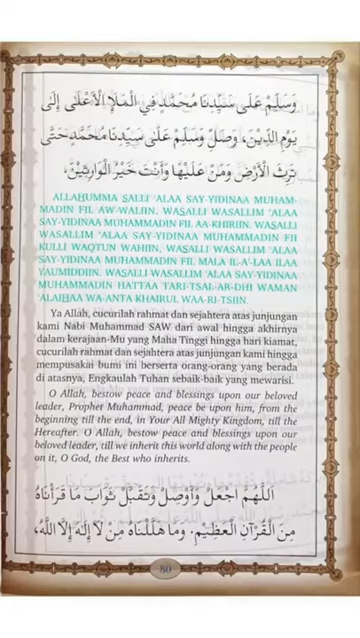 وَسَلِّمْ عَلَى سَيِّدِنَا مُحَمَّدٍ فِي الْمَلَإِ الْأَعْلَى إِلَى
يَوْمِ الدِّيْنِ، وَصَلِّ وَسَلِّمْ عَلَى سَيِّدِنَا مُحَمَّدٍ حَتَّى
تَرِثَ الْأَرْضَ وَمَنْ عَلَيْهَا وَأَنْتَ خَيْرُ الْوَارِثِيْنَ،
ALLAHUMMA SALLI 'ALAA SAY-YIDINAA MUHAM-
MADIN FIL AW-WALIIN. WASALLI WASALLIM 'ALAA
SAY-YIDINAA MUHAMMADIN FIL AA-KHIRIIN. WASALLI
WASALLIM 'ALAA SAY-YIDINAA MUHAMMADIN FII
KULLI WAQTUN WAHIIN, WASALLI WASALLIM 'ALAA
SAY-YIDINAA MUHAMMADIN FIL MALA IL-A'-LAA ILAA
YAUMIDDIIN. WASALLI WASALLIM 'ALAA SAY-YIDINAA
MUHAMMADIN HATTAA TARI-TSAL-AR-DHI WAMAN
'ALAIHAA WA-ANTA KHAIRUL WAA-RI-TSIIN.
Ya Allah, cucurilah rahmat dan sejahtera atas junjungan
kami Nabi Muhammad SAW dari awal hingga akhirnya
dalam kerajaan-Mu yang Maha Tinggi hingga hari kiamat,
cucurilah rahmat dan sejahtera atas junjungan kami hingga
mempusakai bumi ini berserta orang-orang yang berada
di atasnya, Engkaulah Tuhan sebaik-baik yang mewarisi.
O Allah, bestow peace and blessings upon our beloved
leader, Prophet Muhammad, peace be upon him, from the
beginning till the end, in Your All Mighty Kingdom, till the
Hereafter. O Allah, bestow peace and blessings upon our
beloved leader, till we inherit this world along with the people
on it, O God, the Best who inherits.
اَللّٰهُمَّ اجْعَلْ وَأَوْصِلْ وَتَقَبَّلْ ثَوَابَ مَا قَرَأْنَاهُ
مِنَ الْقُرْآنِ الْعَظِيْمِ. وَمَا هَلَّلْنَاهُ مِنْ لَا إِلٰهَ إِلَّا اللّٰهُ،
80